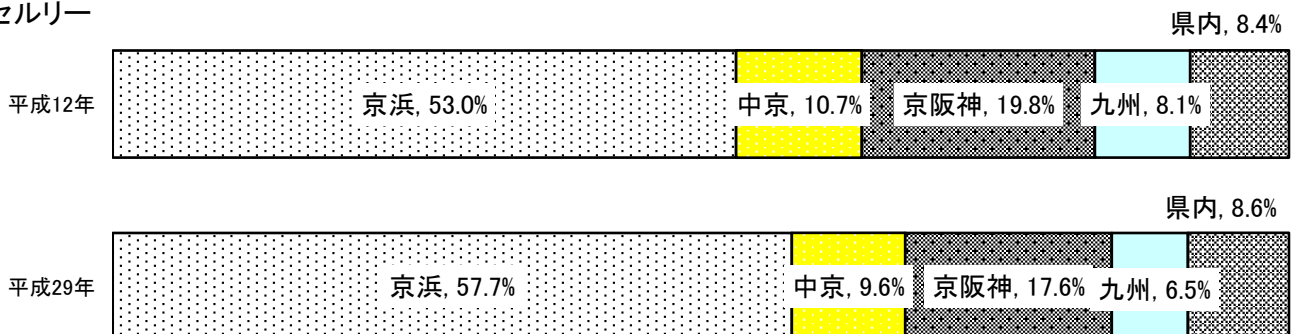 セルリー
県内, 8.4%
平成12年
京浜, 53.0%
中京, 10.7%
京阪神, 19.8%
九州, 8.1%
県内, 8.6%
平成29年
京浜, 57.7%
中京, 9.6%
京阪神, 17.6%
九州, 6.5%